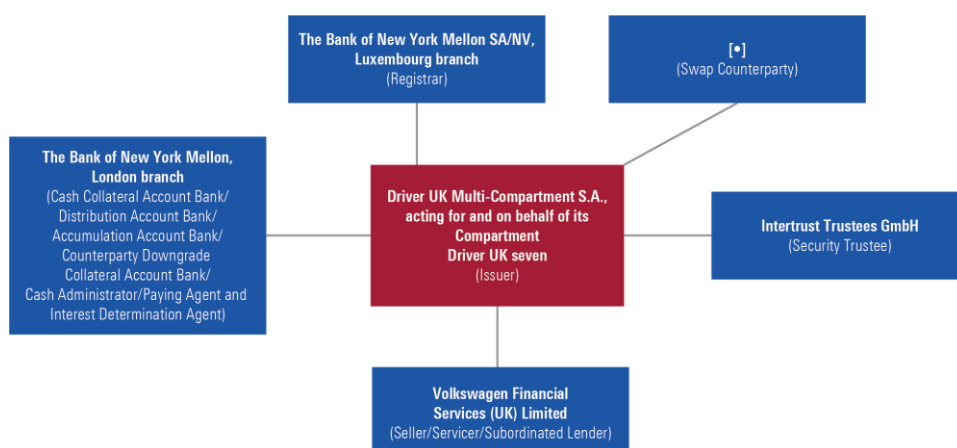 The Bank of New York Mellon SA/NV,
Luxembourg branch
(Registrar)
[•]
(Swap Counterparty)
The Bank of New York Mellon,
London branch
(Cash Collateral Account Bank/
Distribution Account Bank/
Accumulation Account Bank/
Counterparty Downgrade
Collateral Account Bank/
Cash Administrator/Paying Agent and
Interest Determination Agent)
Driver UK Multi-Compartment S.A.,
acting for and on behalf of its
Compartment
Driver UK seven
(Issuer)
Intertrust Trustees GmbH
(Security Trustee)
Volkswagen Financial
Services (UK) Limited
(Seller/Servicer/Subordinated Lender)